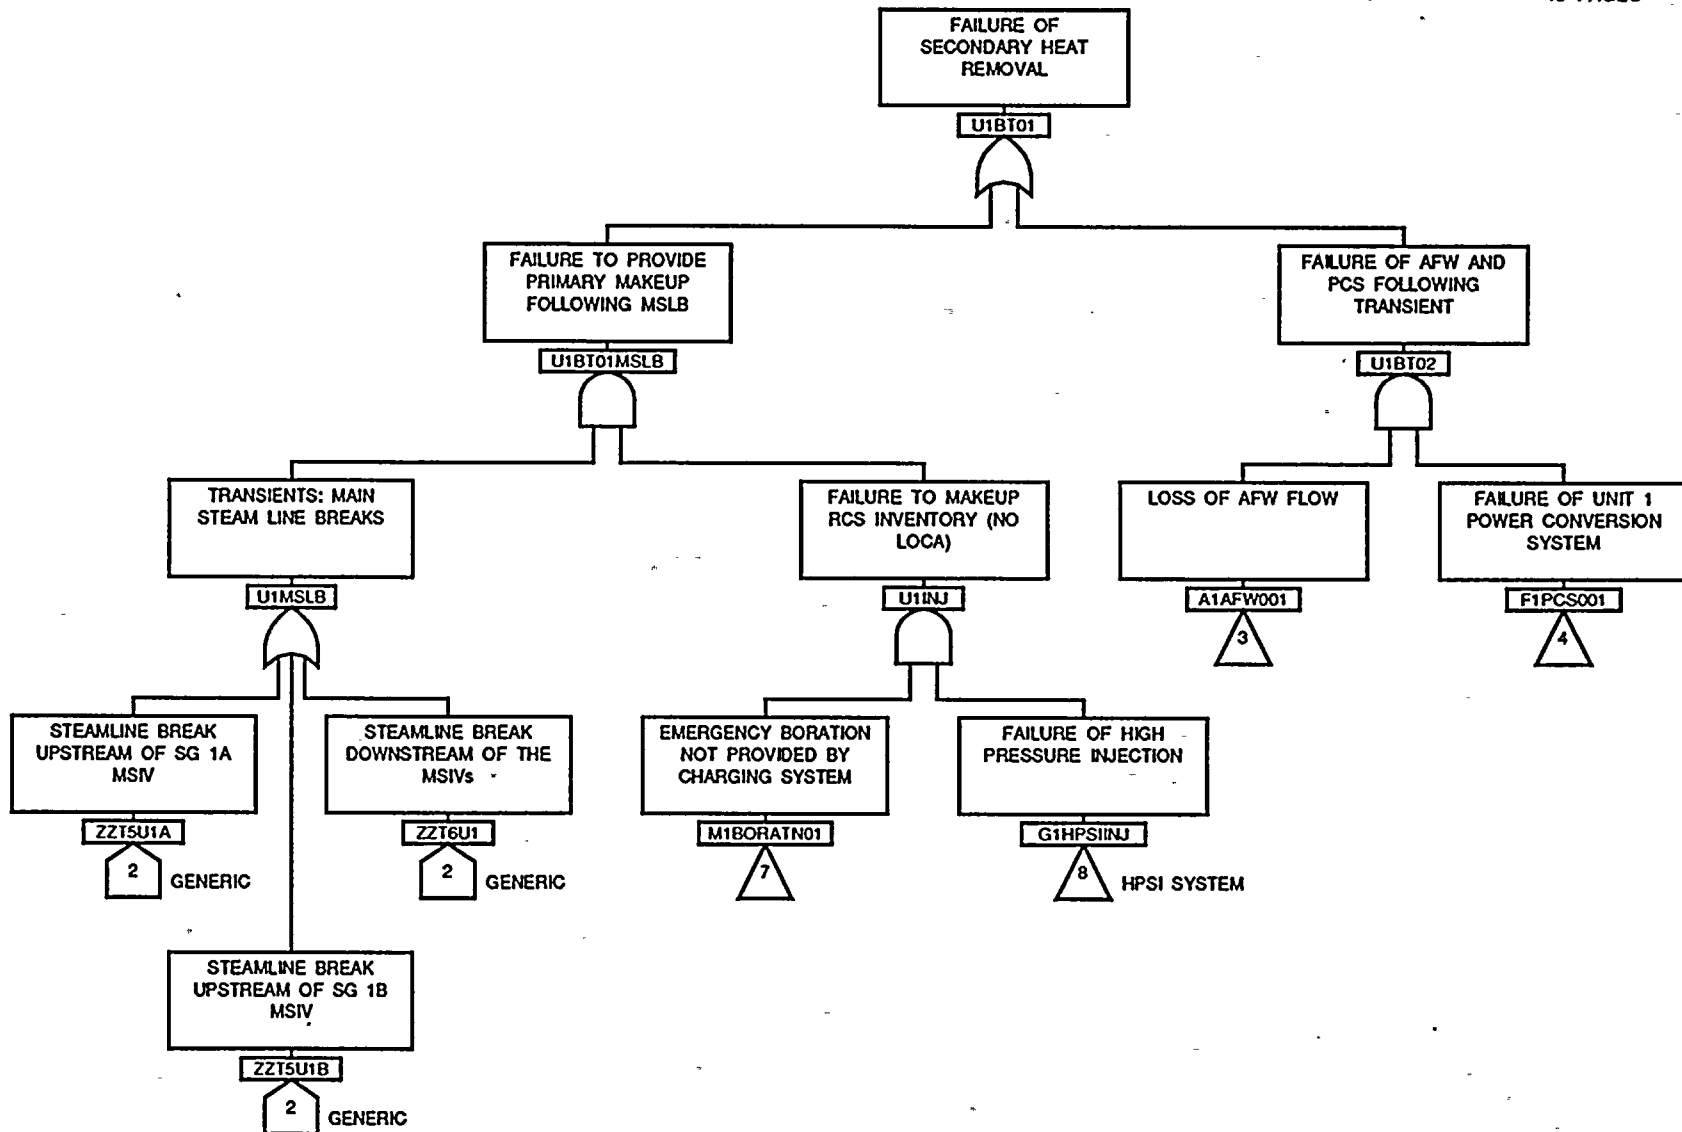 FAILURE OF
SECONDARY HEAT
REMOVAL
U1BT01
FAILURE TO PROVIDE
PRIMARY MAKEUP
FOLLOWING MSLB
U1BT01MSLB
FAILURE OF AFW AND
PCS FOLLOWING
TRANSIENT
U1BT02
TRANSIENTS: MAIN
STEAM LINE BREAKS
U1MSLB
FAILURE TO MAKEUP
RCS INVENTORY (NO
LOCA)
U1INJ
LOSS OF AFW FLOW
A1AFW001
3
FAILURE OF UNIT 1
POWER CONVERSION
SYSTEM
F1PCS001
4
STEAMLINE BREAK
UPSTREAM OF SG 1A
MSIV
ZZT5U1A
2
GENERIC
STEAMLINE BREAK
DOWNSTREAM OF THE
MSIVs
ZZT6U1
2
GENERIC
EMERGENCY BORATION
NOT PROVIDED BY
CHARGING SYSTEM
M1BORATN01
7
FAILURE OF HIGH
PRESSURE INJECTION
G1HPSIINJ
8
HPSI SYSTEM
STEAMLINE BREAK
UPSTREAM OF SG 1B
MSIV
ZZT5U1B
2
GENERIC